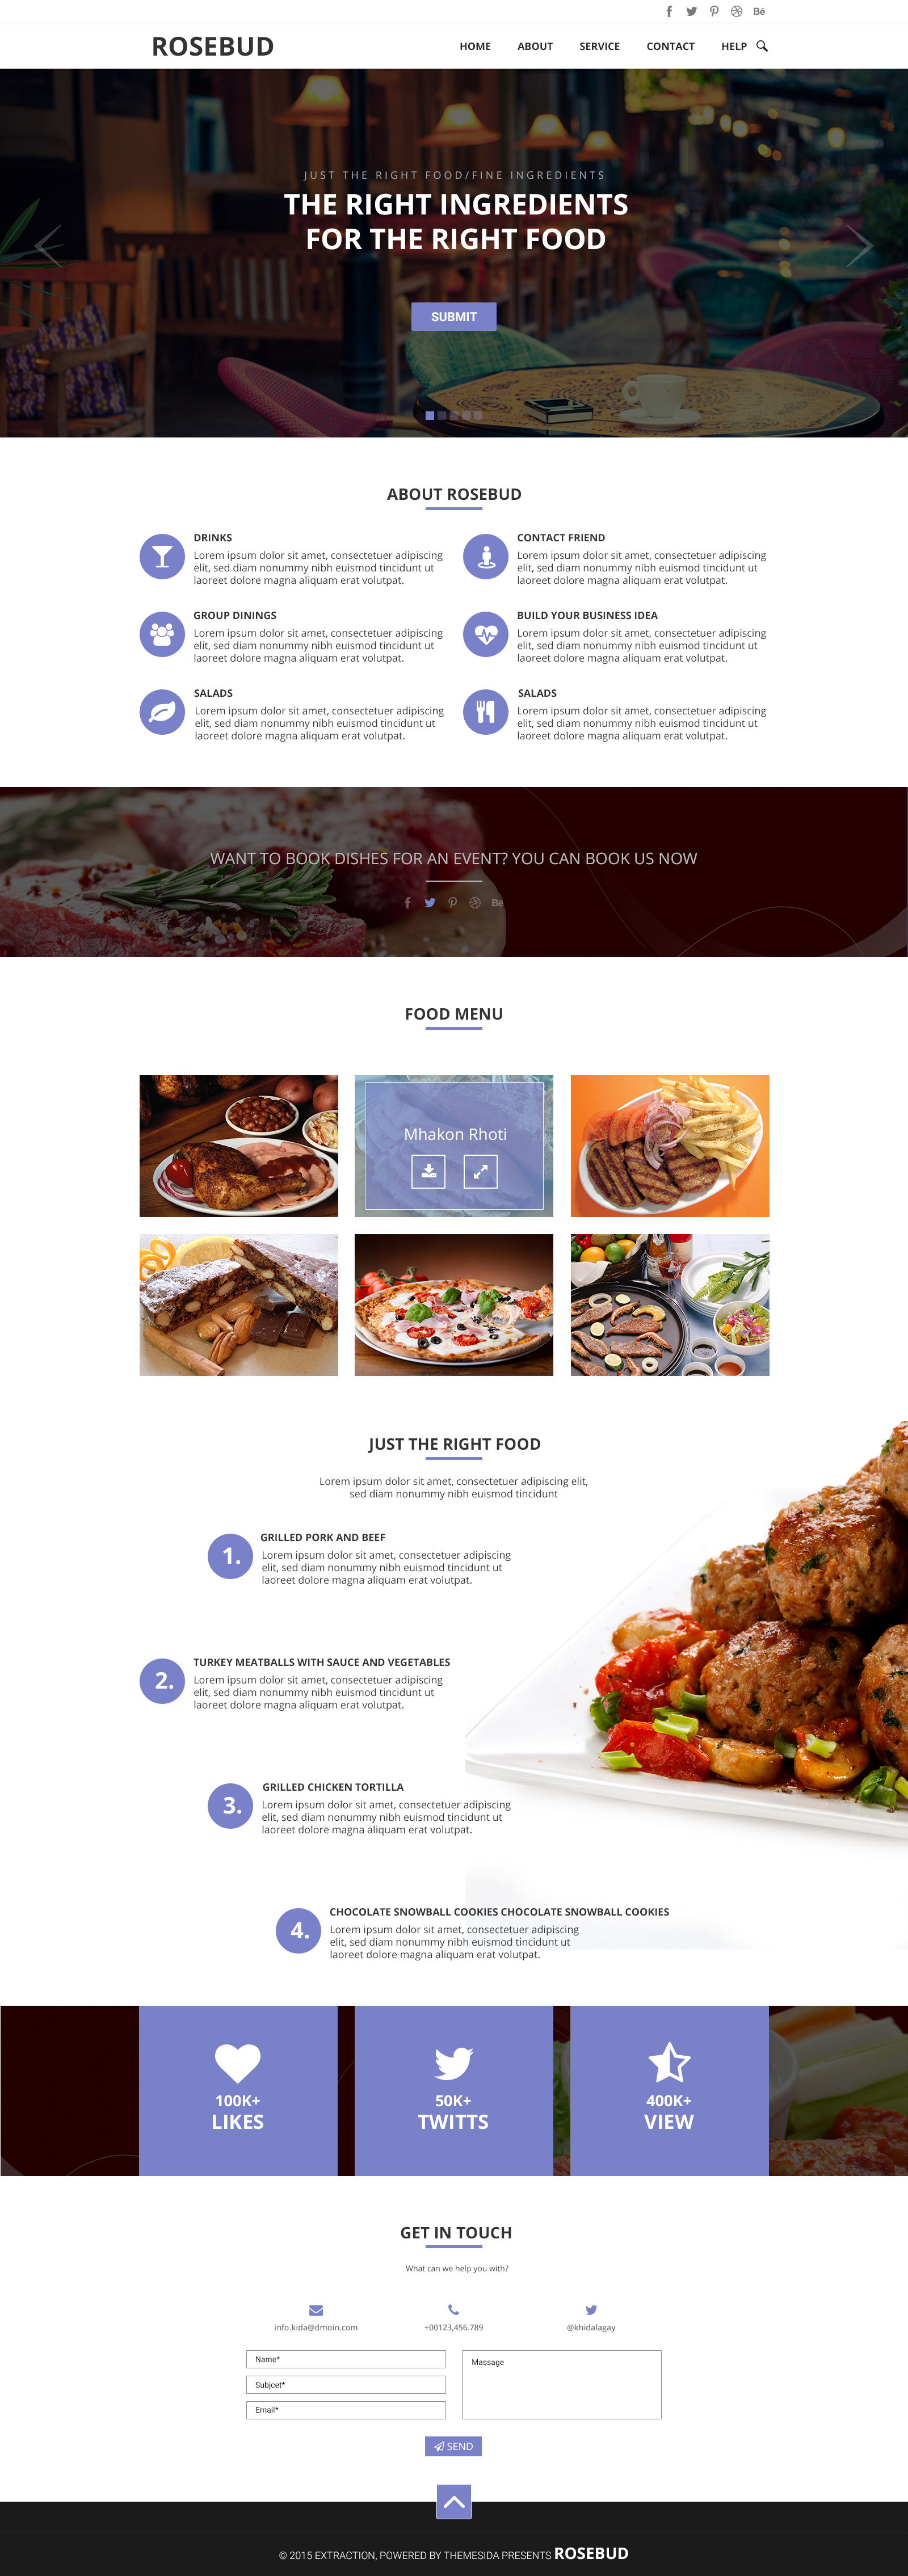 Bē
ROSEBUD
HOME ABOUT SERVICE CONTACT HELP
JUST THE RIGHT FOOD/FINE INGREDIENTS
THE RIGHT INGREDIENTS
FOR THE RIGHT FOOD
SUBMIT
ABOUT ROSEBUD
DRINKS
Lorem ipsum dolor sit amet, consectetuer adipiscing
elit, sed diam nonummy nibh euismod tincidunt ut
laoreet dolore magna aliquam erat volutpat.
CONTACT FRIEND
Lorem ipsum dolor sit amet, consectetuer adipiscing
elit, sed diam nonummy nibh euismod tincidunt ut
laoreet dolore magna aliquam erat volutpat.
GROUP DININGS
Lorem ipsum dolor sit amet, consectetuer adipiscing
elit, sed diam nonummy nibh euismod tincidunt ut
laoreet dolore magna aliquam erat volutpat.
BUILD YOUR BUSINESS IDEA
Lorem ipsum dolor sit amet, consectetuer adipiscing
elit, sed diam nonummy nibh euismod tincidunt ut
laoreet dolore magna aliquam erat volutpat.
SALADS
Lorem ipsum dolor sit amet, consectetuer adipiscing
elit, sed diam nonummy nibh euismod tincidunt ut
laoreet dolore magna aliquam erat volutpat.
SALADS
Lorem ipsum dolor sit amet, consectetuer adipiscing
elit, sed diam nonummy nibh euismod tincidunt ut
laoreet dolore magna aliquam erat volutpat.
WANT TO BOOK DISHES FOR AN EVENT? YOU CAN BOOK US NOW
Bē
FOOD MENU
Mhakon Rhoti
JUST THE RIGHT FOOD
Lorem ipsum dolor sit amet, consectetuer adipiscing elit,
sed diam nonummy nibh euismod tincidunt
1.
GRILLED PORK AND BEEF
Lorem ipsum dolor sit amet, consectetuer adipiscing
elit, sed diam nonummy nibh euismod tincidunt ut
laoreet dolore magna aliquam erat volutpat.
2.
TURKEY MEATBALLS WITH SAUCE AND VEGETABLES
Lorem ipsum dolor sit amet, consectetuer adipiscing
elit, sed diam nonummy nibh euismod tincidunt ut
laoreet dolore magna aliquam erat volutpat.
3.
GRILLED CHICKEN TORTILLA
Lorem ipsum dolor sit amet, consectetuer adipiscing
elit, sed diam nonummy nibh euismod tincidunt ut
laoreet dolore magna aliquam erat volutpat.
4.
CHOCOLATE SNOWBALL COOKIES CHOCOLATE SNOWBALL COOKIES
Lorem ipsum dolor sit amet, consectetuer adipiscing
elit, sed diam nonummy nibh euismod tincidunt ut
laoreet dolore magna aliquam erat volutpat.
100K+
LIKES
50K+
TWITTS
400K+
VIEW
GET IN TOUCH
What can we help you with?
info.kida@dmoin.com
+00123,456.789
@khidalagay
Name*
Subjcet*
Email*
Massage
SEND
© 2015 EXTRACTION, POWERED BY THEMESIDA PRESENTS ROSEBUD